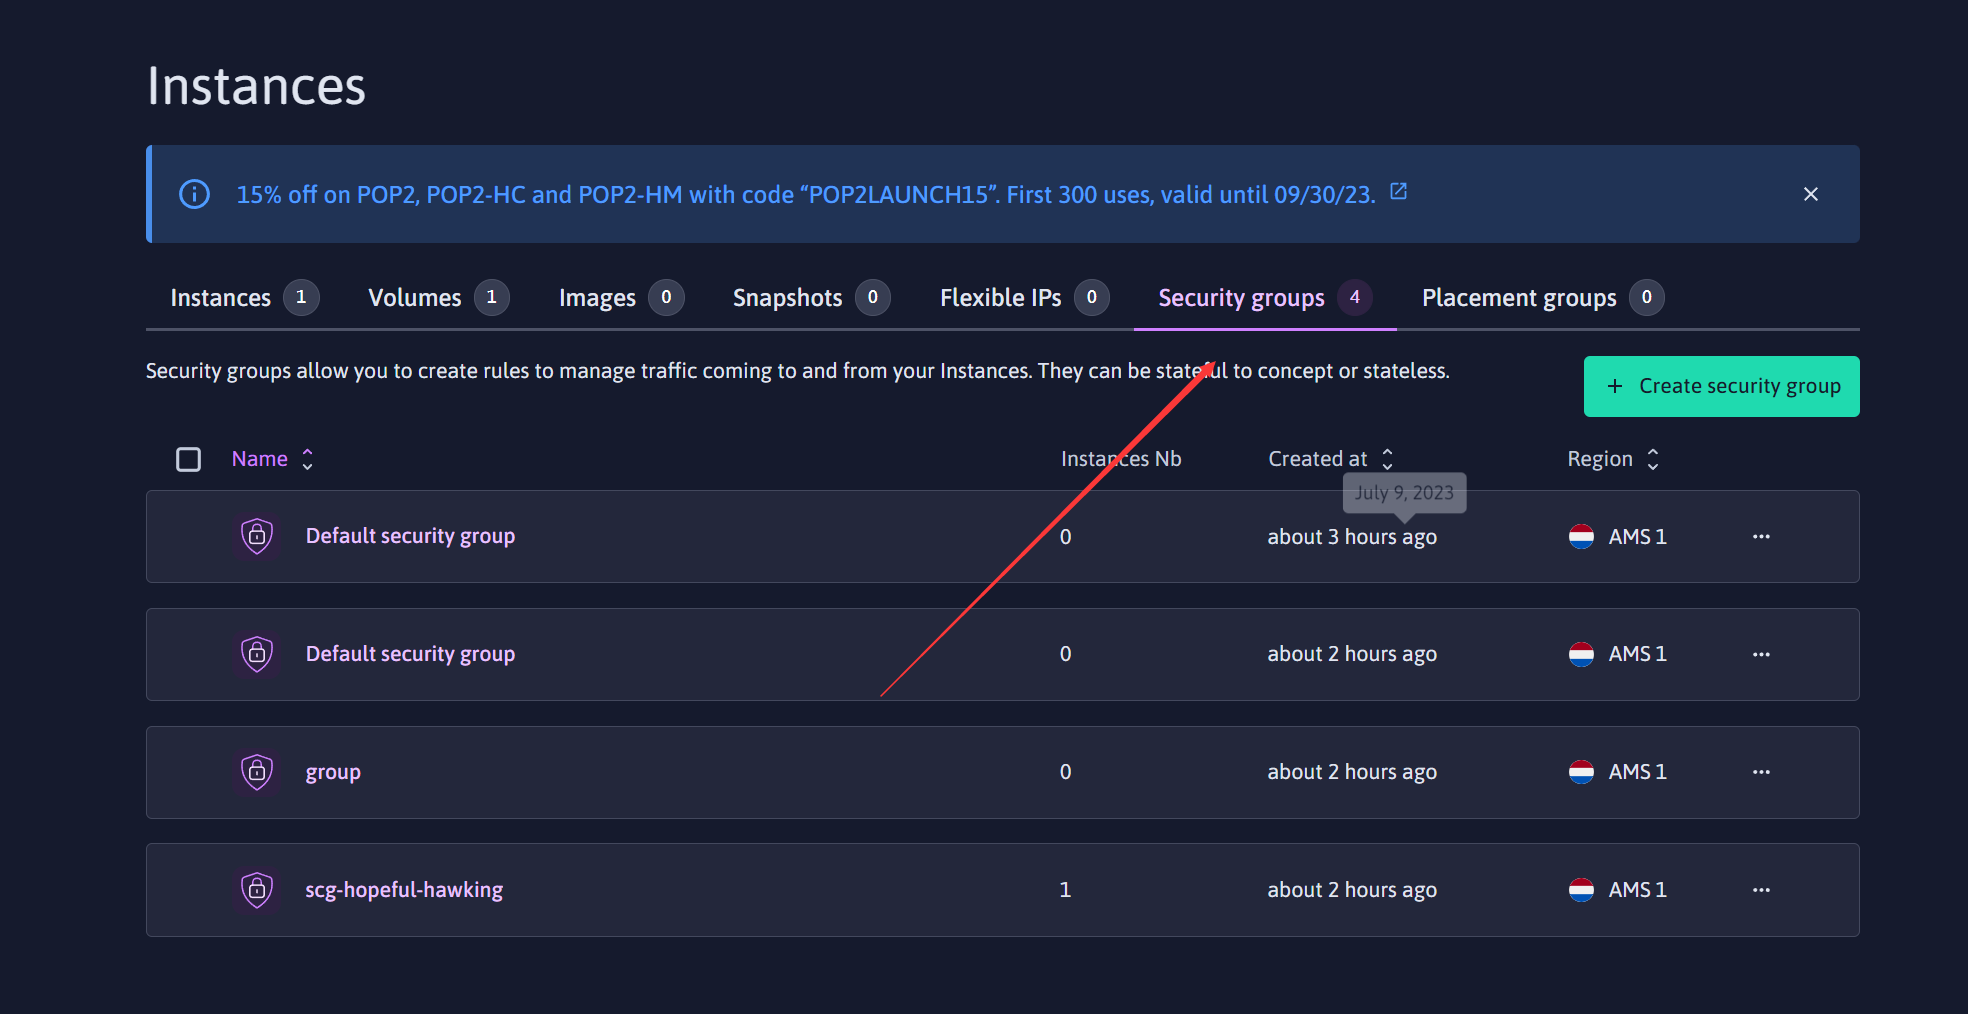 Instances
15% off on POP2, POP2-HC and POP2-HM with code “POP2LAUNCH15”. First 300 uses, valid until 09/30/23.
Instances 1 Volumes 1 Images 0 Snapshots 0 Flexible IPs 0 Security groups 4 Placement groups 0
Security groups allow you to create rules to manage traffic coming to and from your Instances. They can be stateful to concept or stateless.
+ Create security group
Name Instances Nb Created at Region
July 9, 2023
Default security group 0 about 3 hours ago AMS 1 ...
Default security group 0 about 2 hours ago AMS 1 ...
group 0 about 2 hours ago AMS 1 ...
scg-hopeful-hawking 1 about 2 hours ago AMS 1 ...